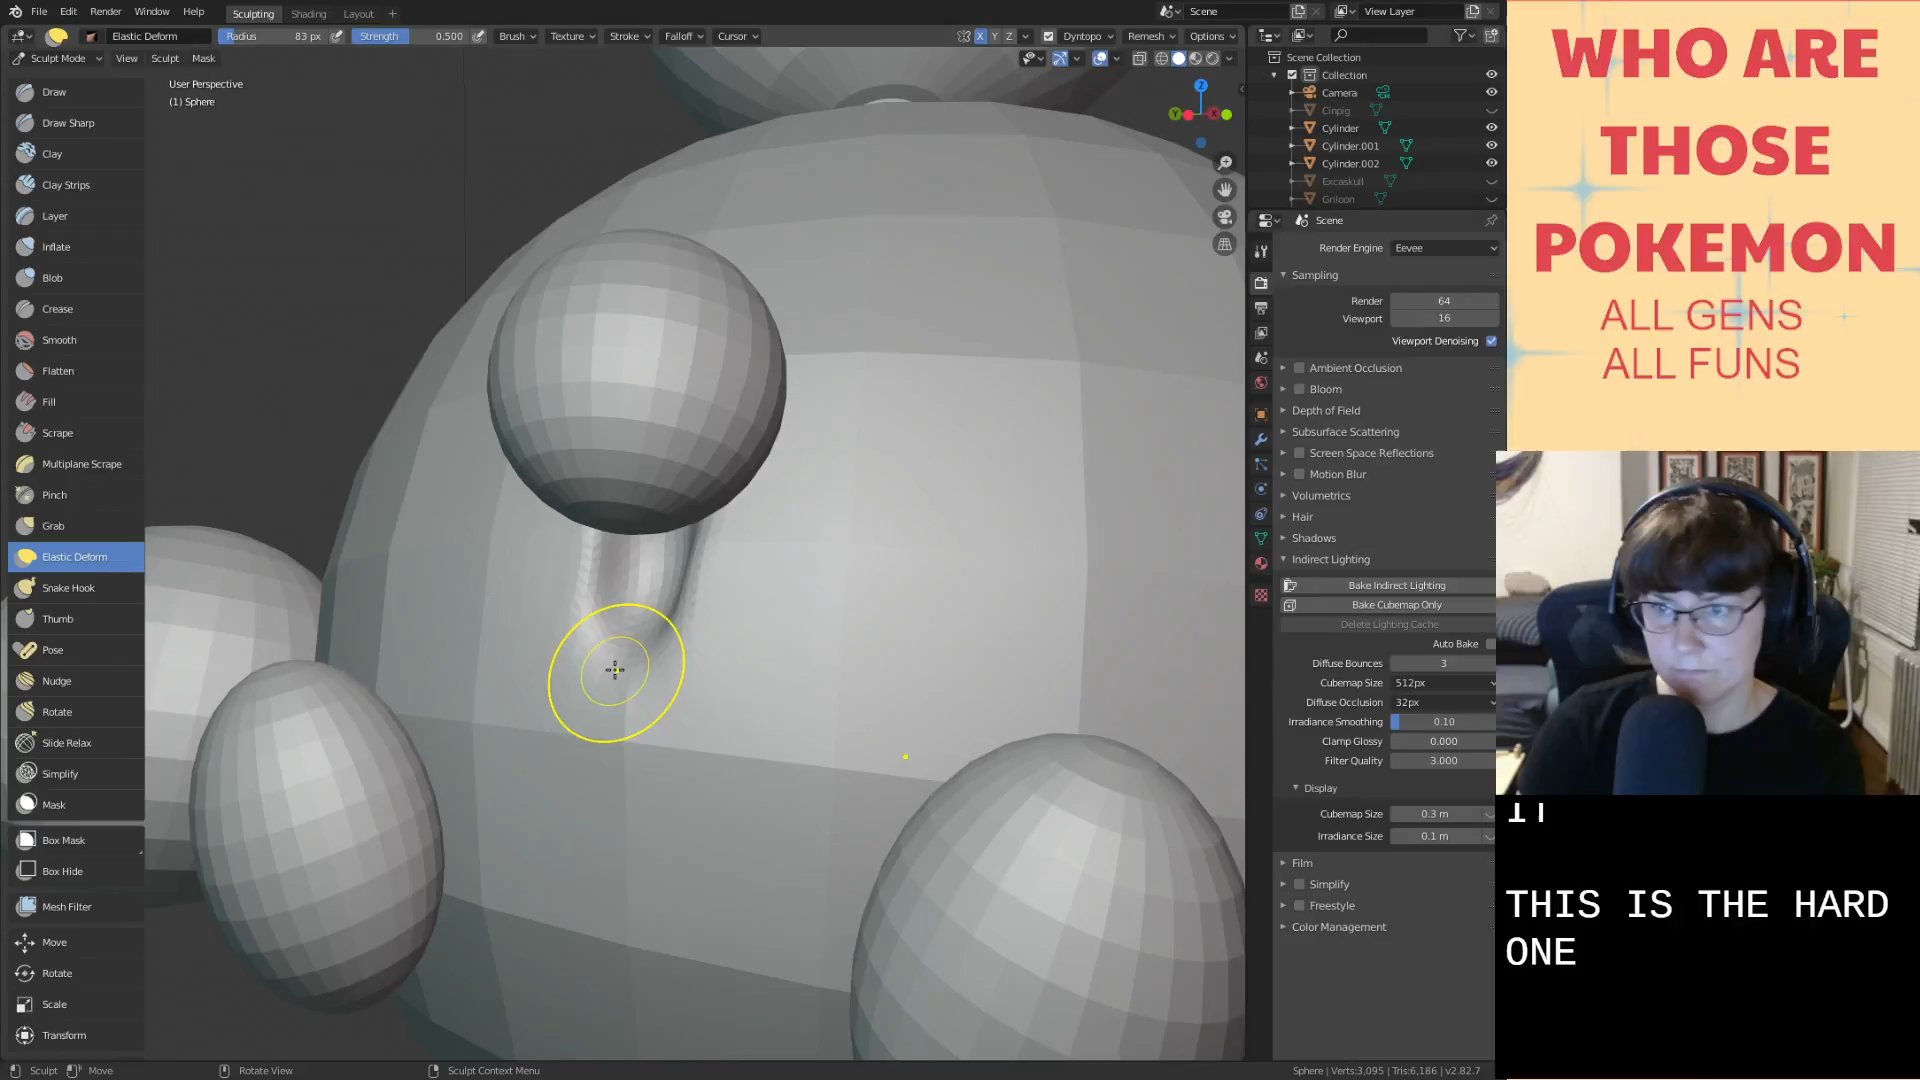 File Edit Render Window Help Sculpting Shading Layout +
Scene View Layer
Elastic Deform Radius 83 px Strength 0.500 Brush Texture Stroke Falloff Cursor X Y Z Dyntopo Remesh Options
Sculpt Mode View Sculpt Mask
User Perspective
(1) Sphere
Draw
Draw Sharp
Clay
Clay Strips
Layer
Inflate
Blob
Crease
Smooth
Flatten
Fill
Scrape
Multiplane Scrape
Pinch
Grab
Elastic Deform
Snake Hook
Thumb
Pose
Nudge
Rotate
Slide Relax
Simplify
Mask
Box Mask
Box Hide
Mesh Filter
Move
Rotate
Scale
Transform
Z
Y
X
Scene Collection
Collection
Camera
Cinpig
Cylinder
Cylinder.001
Cylinder.002
Excaskull
Griloon
Scene
Render Engine Eevee
Sampling
Render 64
Viewport 16
Viewport Denoising
Ambient Occlusion
Bloom
Depth of Field
Subsurface Scattering
Screen Space Reflections
Motion Blur
Volumetrics
Hair
Shadows
Indirect Lighting
Bake Indirect Lighting
Bake Cubemap Only
Delete Lighting Cache
Auto Bake
Diffuse Bounces 3
Cubemap Size 512px
Diffuse Occlusion 32px
Irradiance Smoothing 0.10
Clamp Glossy 0.000
Filter Quality 3.000
Display
Cubemap Size 0.3 m
Irradiance Size 0.1 m
Film
Simplify
Freestyle
Color Management
Sculpt Move Rotate View Sculpt Context Menu
Sphere | Verts:3,095 | Tris:6,186 | v2.82.7
WHO ARE
THOSE
POKEMON
ALL GENS
ALL FUNS
THIS IS THE HARD
ONE